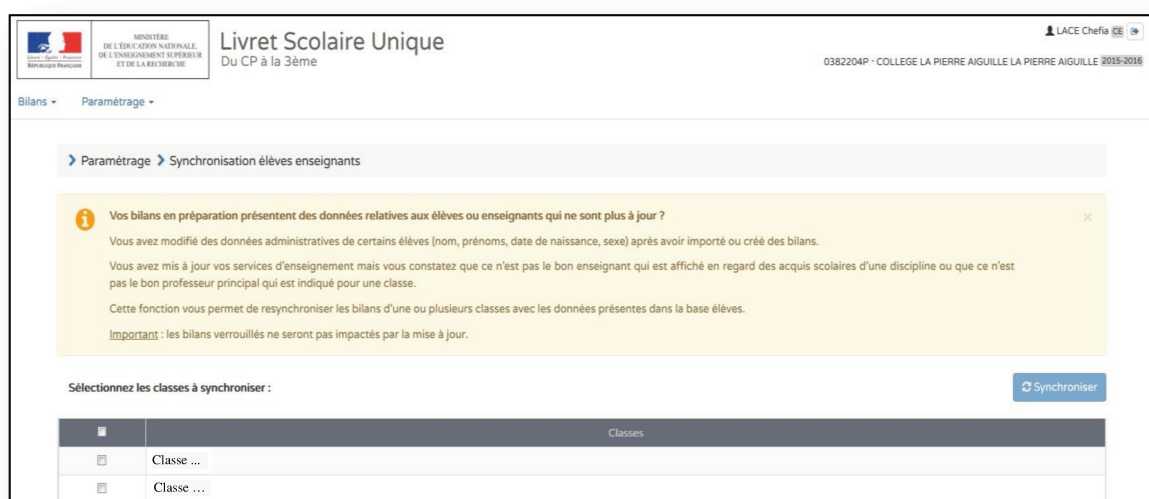 MINISTÈRE
DE L'ÉDUCATION NATIONALE,
DE L'ENSEIGNEMENT SUPÉRIEUR
ET DE LA RECHERCHE
Liberté • Égalité • Fraternité
RÉPUBLIQUE FRANÇAISE
Livret Scolaire Unique
Du CP à la 3ème
LACE Chefia CE
0382204P - COLLEGE LA PIERRE AIGUILLE LA PIERRE AIGUILLE 2015-2016
Bilans Paramétrage
Paramétrage Synchronisation élèves enseignants
Vos bilans en préparation présentent des données relatives aux élèves ou enseignants qui ne sont plus à jour ?
Vous avez modifié des données administratives de certains élèves (nom, prénoms, date de naissance, sexe) après avoir importé ou créé des bilans.
Vous avez mis à jour vos services d'enseignement mais vous constatez que ce n'est pas le bon enseignant qui est affiché en regard des acquis scolaires d'une discipline ou que ce n'est
pas le bon professeur principal qui est indiqué pour une classe.
Cette fonction vous permet de resynchroniser les bilans d'une ou plusieurs classes avec les données présentes dans la base élèves.
Important : les bilans verrouillés ne seront pas impactés par la mise à jour.
Sélectionnez les classes à synchroniser :
Synchroniser
Classes
Classe ...
Classe ...